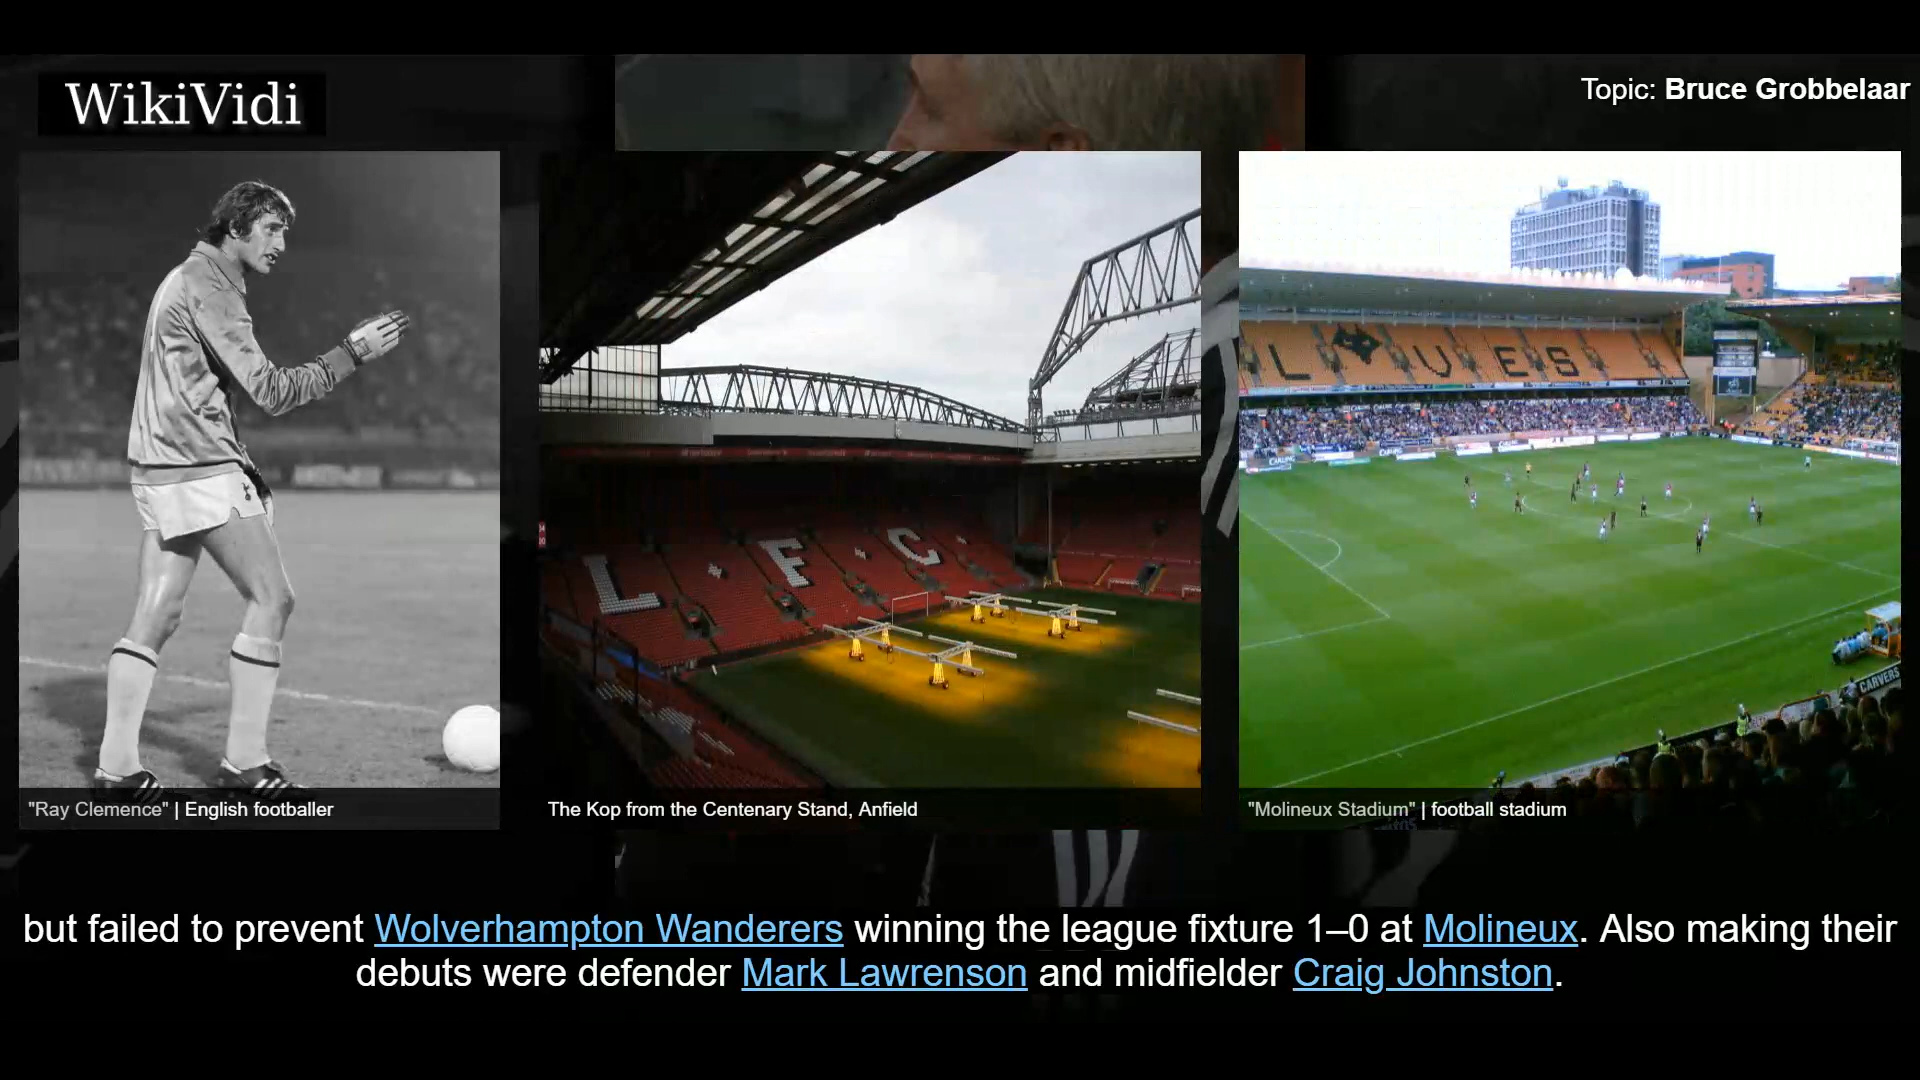 WikiVidi
Topic: Bruce Grobbelaar
L F C
L V E S
CARLING
CARVERS
"Ray Clemence" | English footballer
The Kop from the Centenary Stand, Anfield
"Molineux Stadium" | football stadium
but failed to prevent Wolverhampton Wanderers winning the league fixture 1–0 at Molineux. Also making their
debuts were defender Mark Lawrenson and midfielder Craig Johnston.